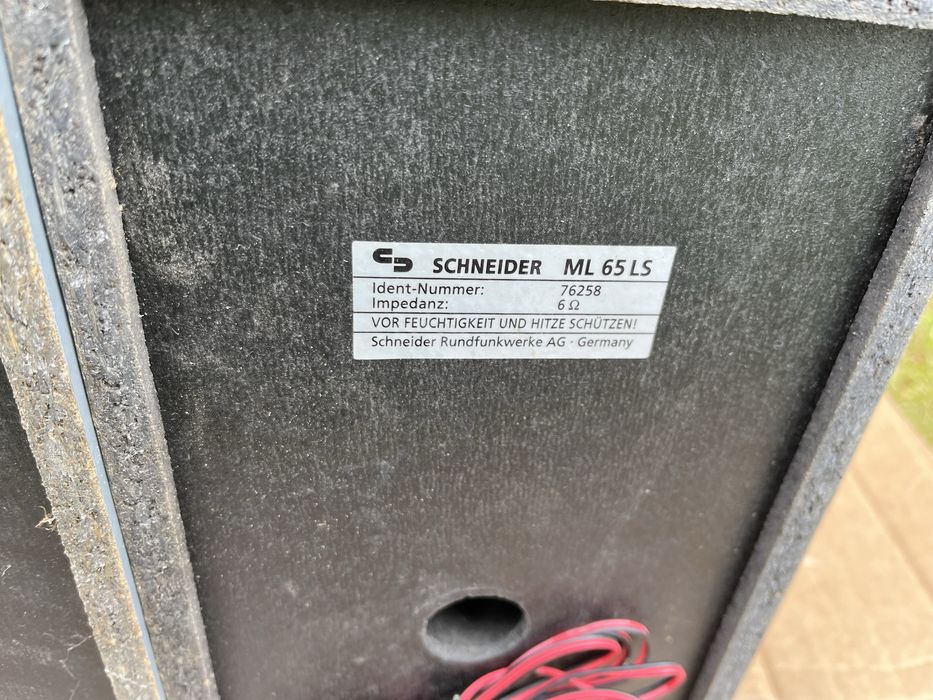 SCHNEIDER ML 65 LS
Ident-Nummer: 76258
Impedanz: 6 Ω
VOR FEUCHTIGKEIT UND HITZE SCHÜTZEN!
Schneider Rundfunkwerke AG · Germany